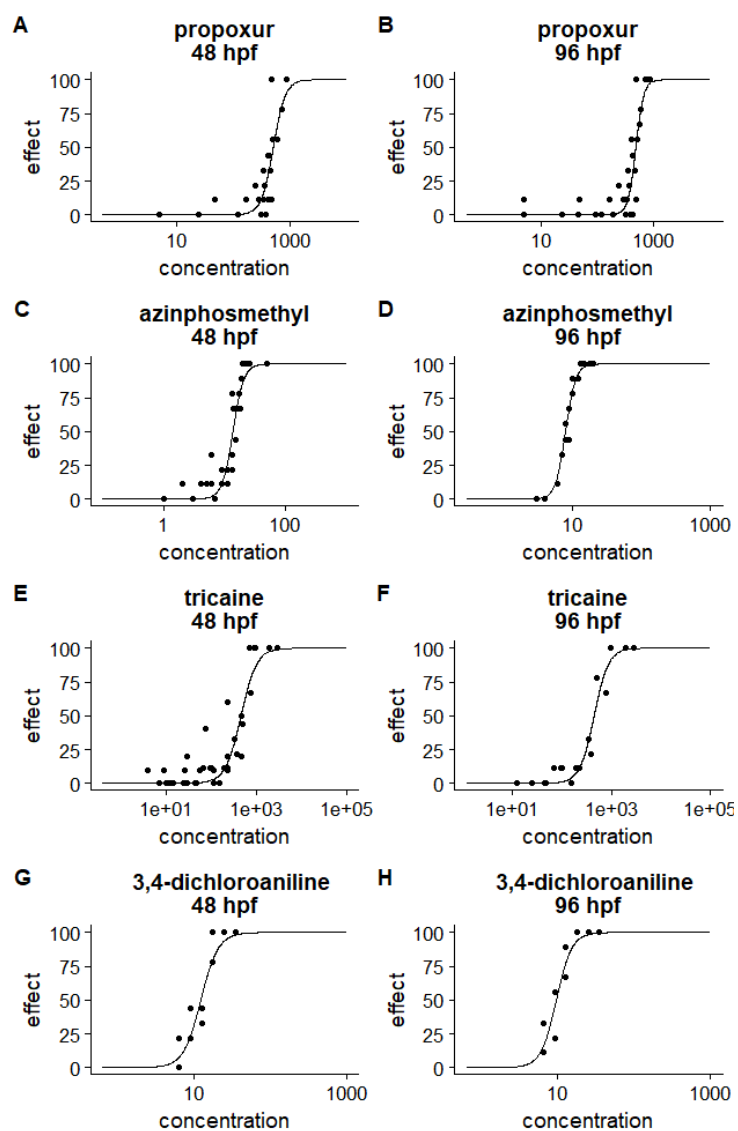 A
propoxur
48 hpf
100
75
50
25
0
effect
10
1000
concentration
B
propoxur
96 hpf
100
75
50
25
0
effect
10
1000
concentration
C
azinphosmethyl
48 hpf
100
75
50
25
0
effect
1
100
concentration
D
azinphosmethyl
96 hpf
100
75
50
25
0
effect
10
1000
concentration
E
tricaine
48 hpf
100
75
50
25
0
effect
1e+01
1e+03
1e+05
concentration
F
tricaine
96 hpf
100
75
50
25
0
effect
1e+01
1e+03
1e+05
concentration
G
3,4-dichloroaniline
48 hpf
100
75
50
25
0
effect
10
1000
concentration
H
3,4-dichloroaniline
96 hpf
100
75
50
25
0
effect
10
1000
concentration